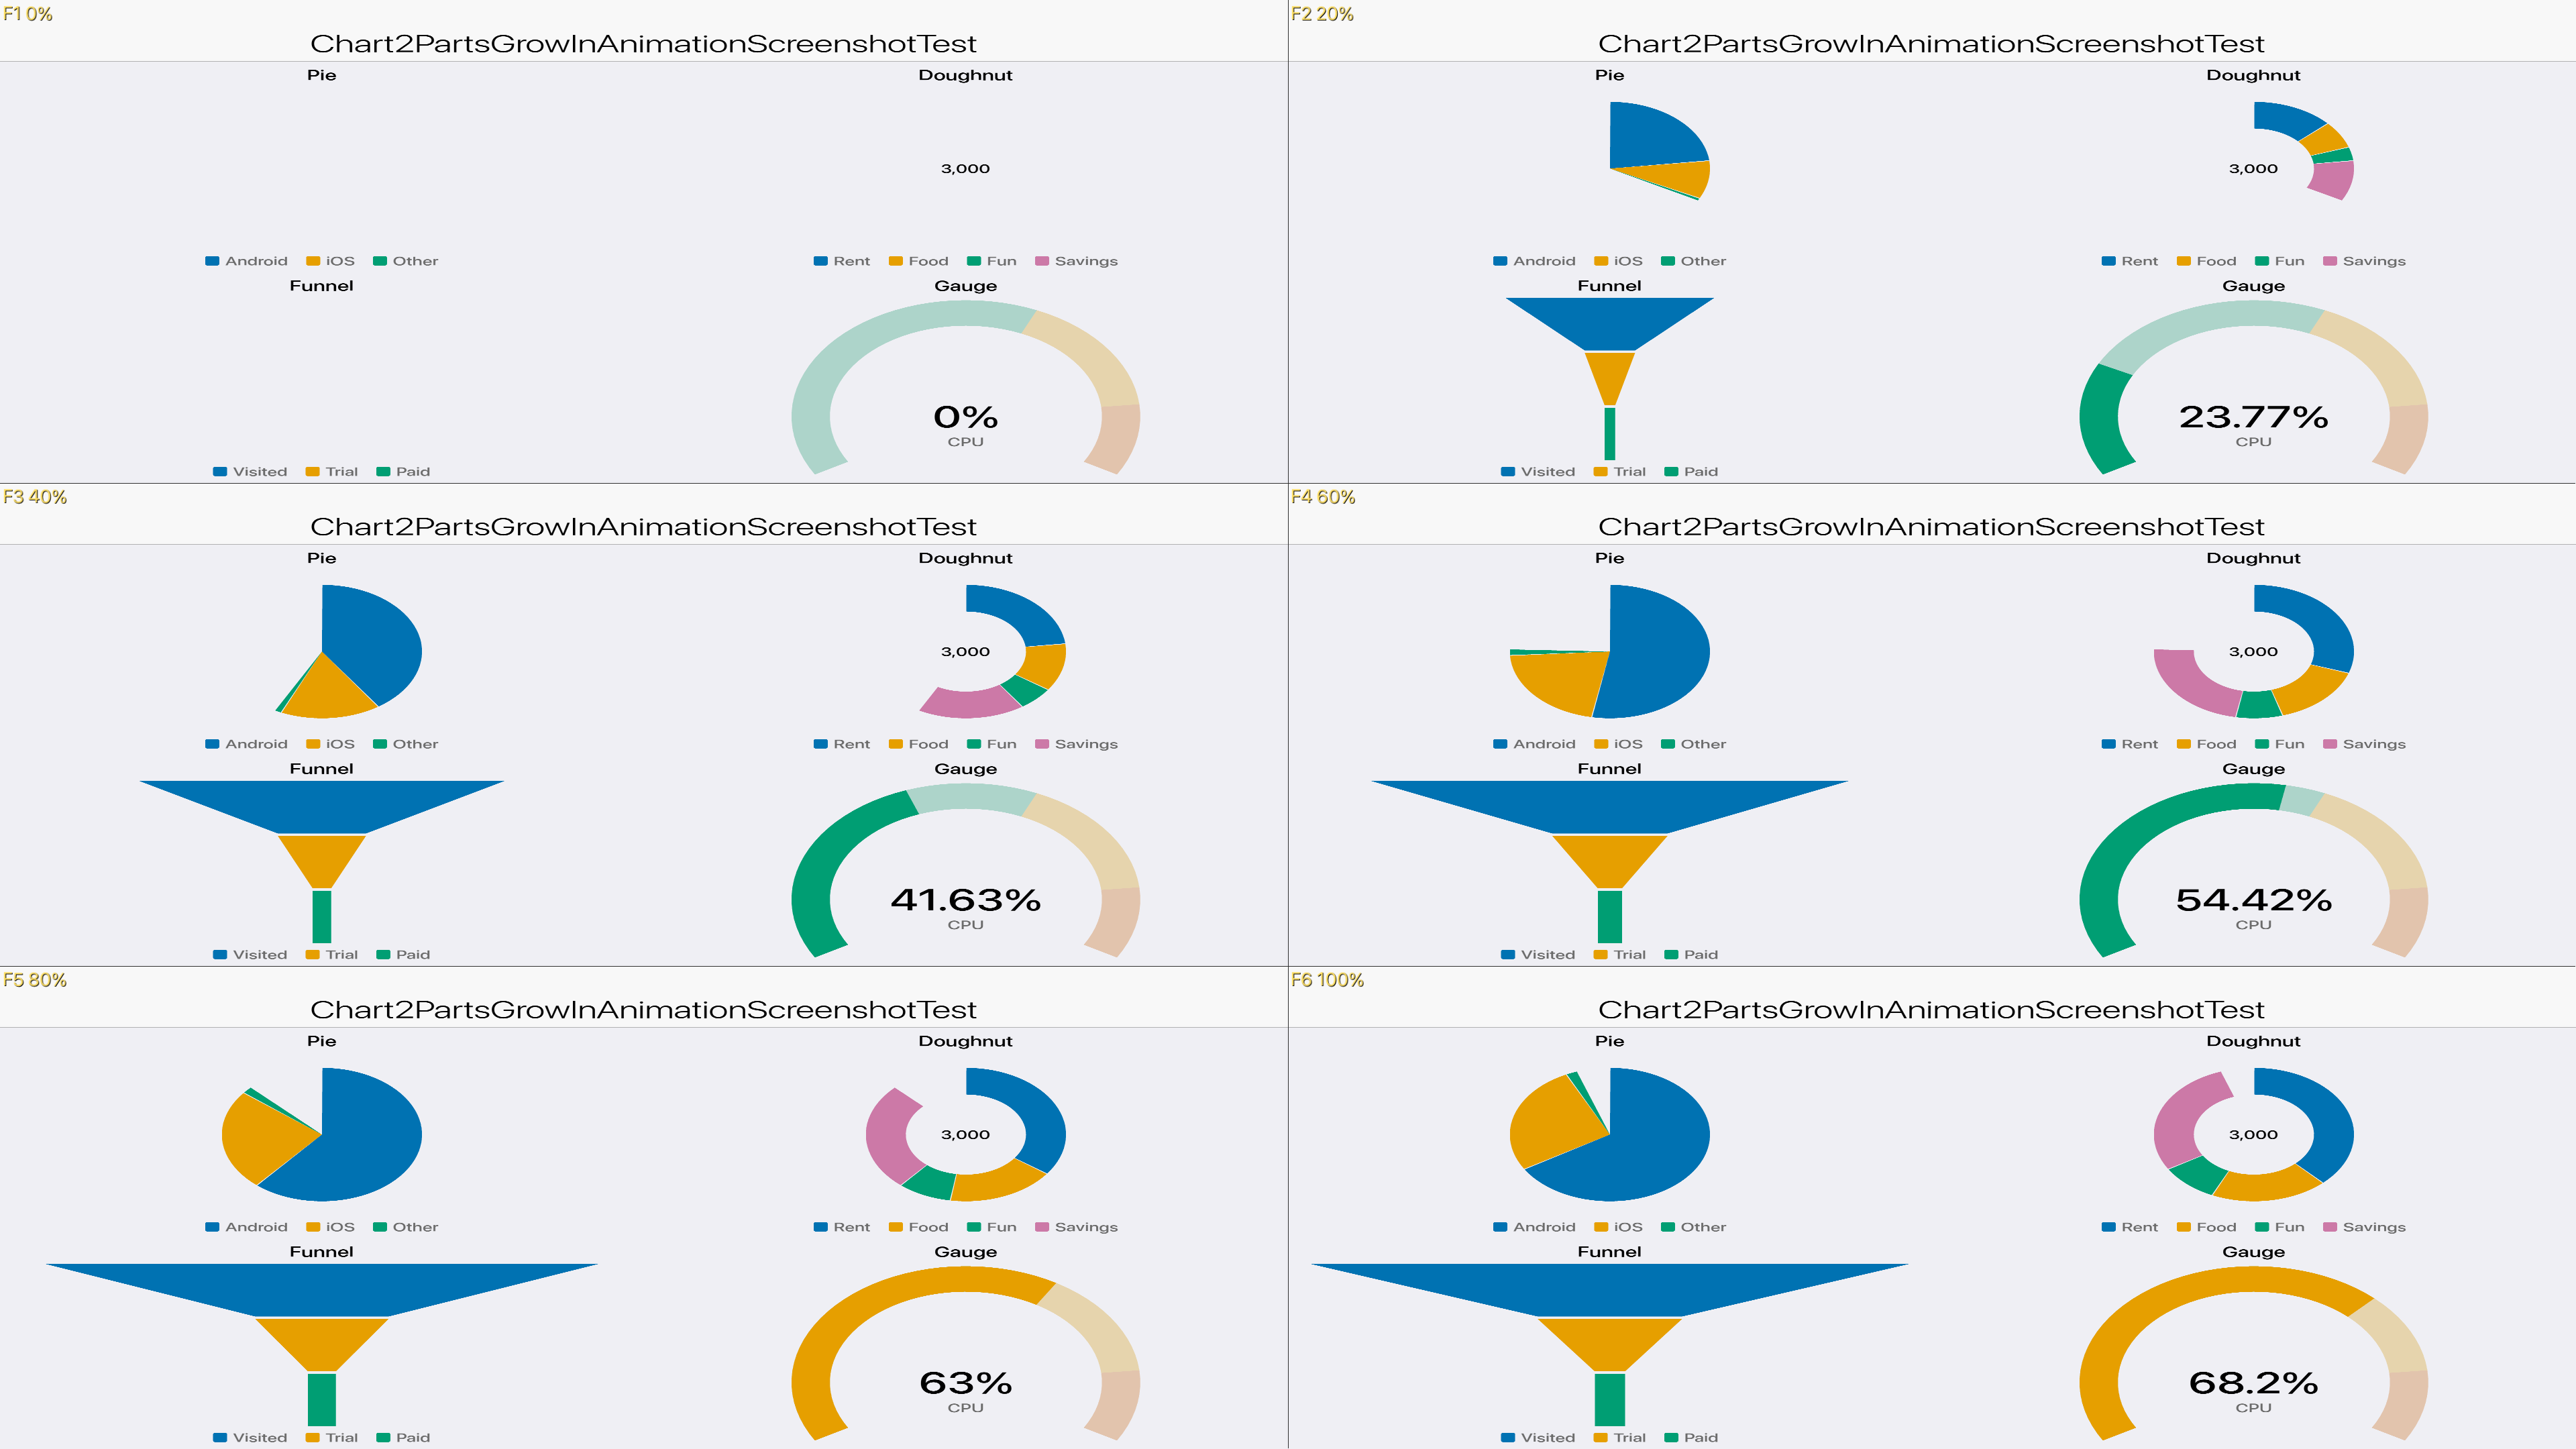 F1 0%
Chart2PartsGrowInAnimationScreenshotTest
Pie
Doughnut
3,000
Android iOS Other
Rent Food Fun Savings
Funnel
Gauge
0%
CPU
Visited Trial Paid
F2 20%
Chart2PartsGrowInAnimationScreenshotTest
Pie
Doughnut
3,000
Android iOS Other
Rent Food Fun Savings
Funnel
Gauge
23.77%
CPU
Visited Trial Paid
F3 40%
Chart2PartsGrowInAnimationScreenshotTest
Pie
Doughnut
3,000
Android iOS Other
Rent Food Fun Savings
Funnel
Gauge
41.63%
CPU
Visited Trial Paid
F4 60%
Chart2PartsGrowInAnimationScreenshotTest
Pie
Doughnut
3,000
Android iOS Other
Rent Food Fun Savings
Funnel
Gauge
54.42%
CPU
Visited Trial Paid
F5 80%
Chart2PartsGrowInAnimationScreenshotTest
Pie
Doughnut
3,000
Android iOS Other
Rent Food Fun Savings
Funnel
Gauge
63%
CPU
Visited Trial Paid
F6 100%
Chart2PartsGrowInAnimationScreenshotTest
Pie
Doughnut
3,000
Android iOS Other
Rent Food Fun Savings
Funnel
Gauge
68.2%
CPU
Visited Trial Paid